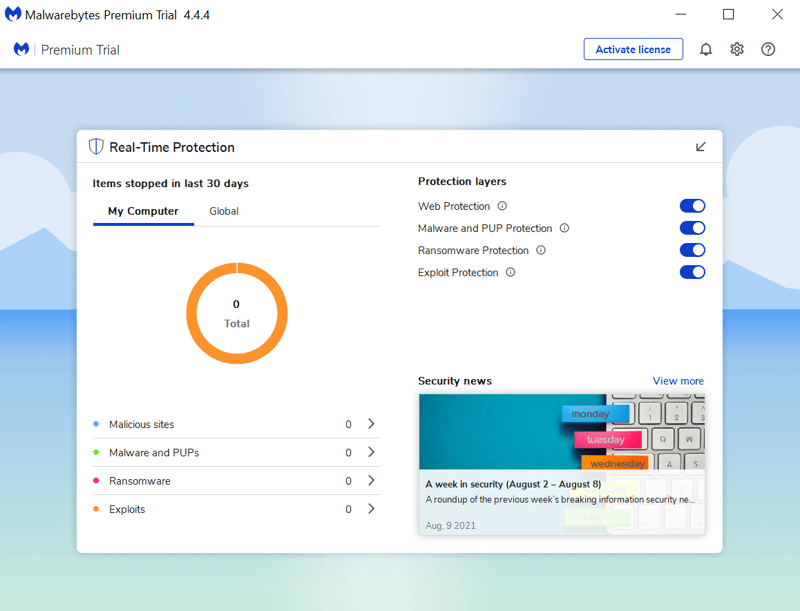 Malwarebytes Premium Trial 4.4.4
Premium Trial
Activate license
Real-Time Protection
Items stopped in last 30 days
My Computer
Global
0
Total
Malicious sites 0
Malware and PUPs 0
Ransomware 0
Exploits 0
Protection layers
Web Protection
Malware and PUP Protection
Ransomware Protection
Exploit Protection
Security news
View more
monday
tuesday
wednesday
1 2 3
Q W
A S
A week in security (August 2 – August 8)
A roundup of the previous week's breaking information security ne...
Aug. 9 2021